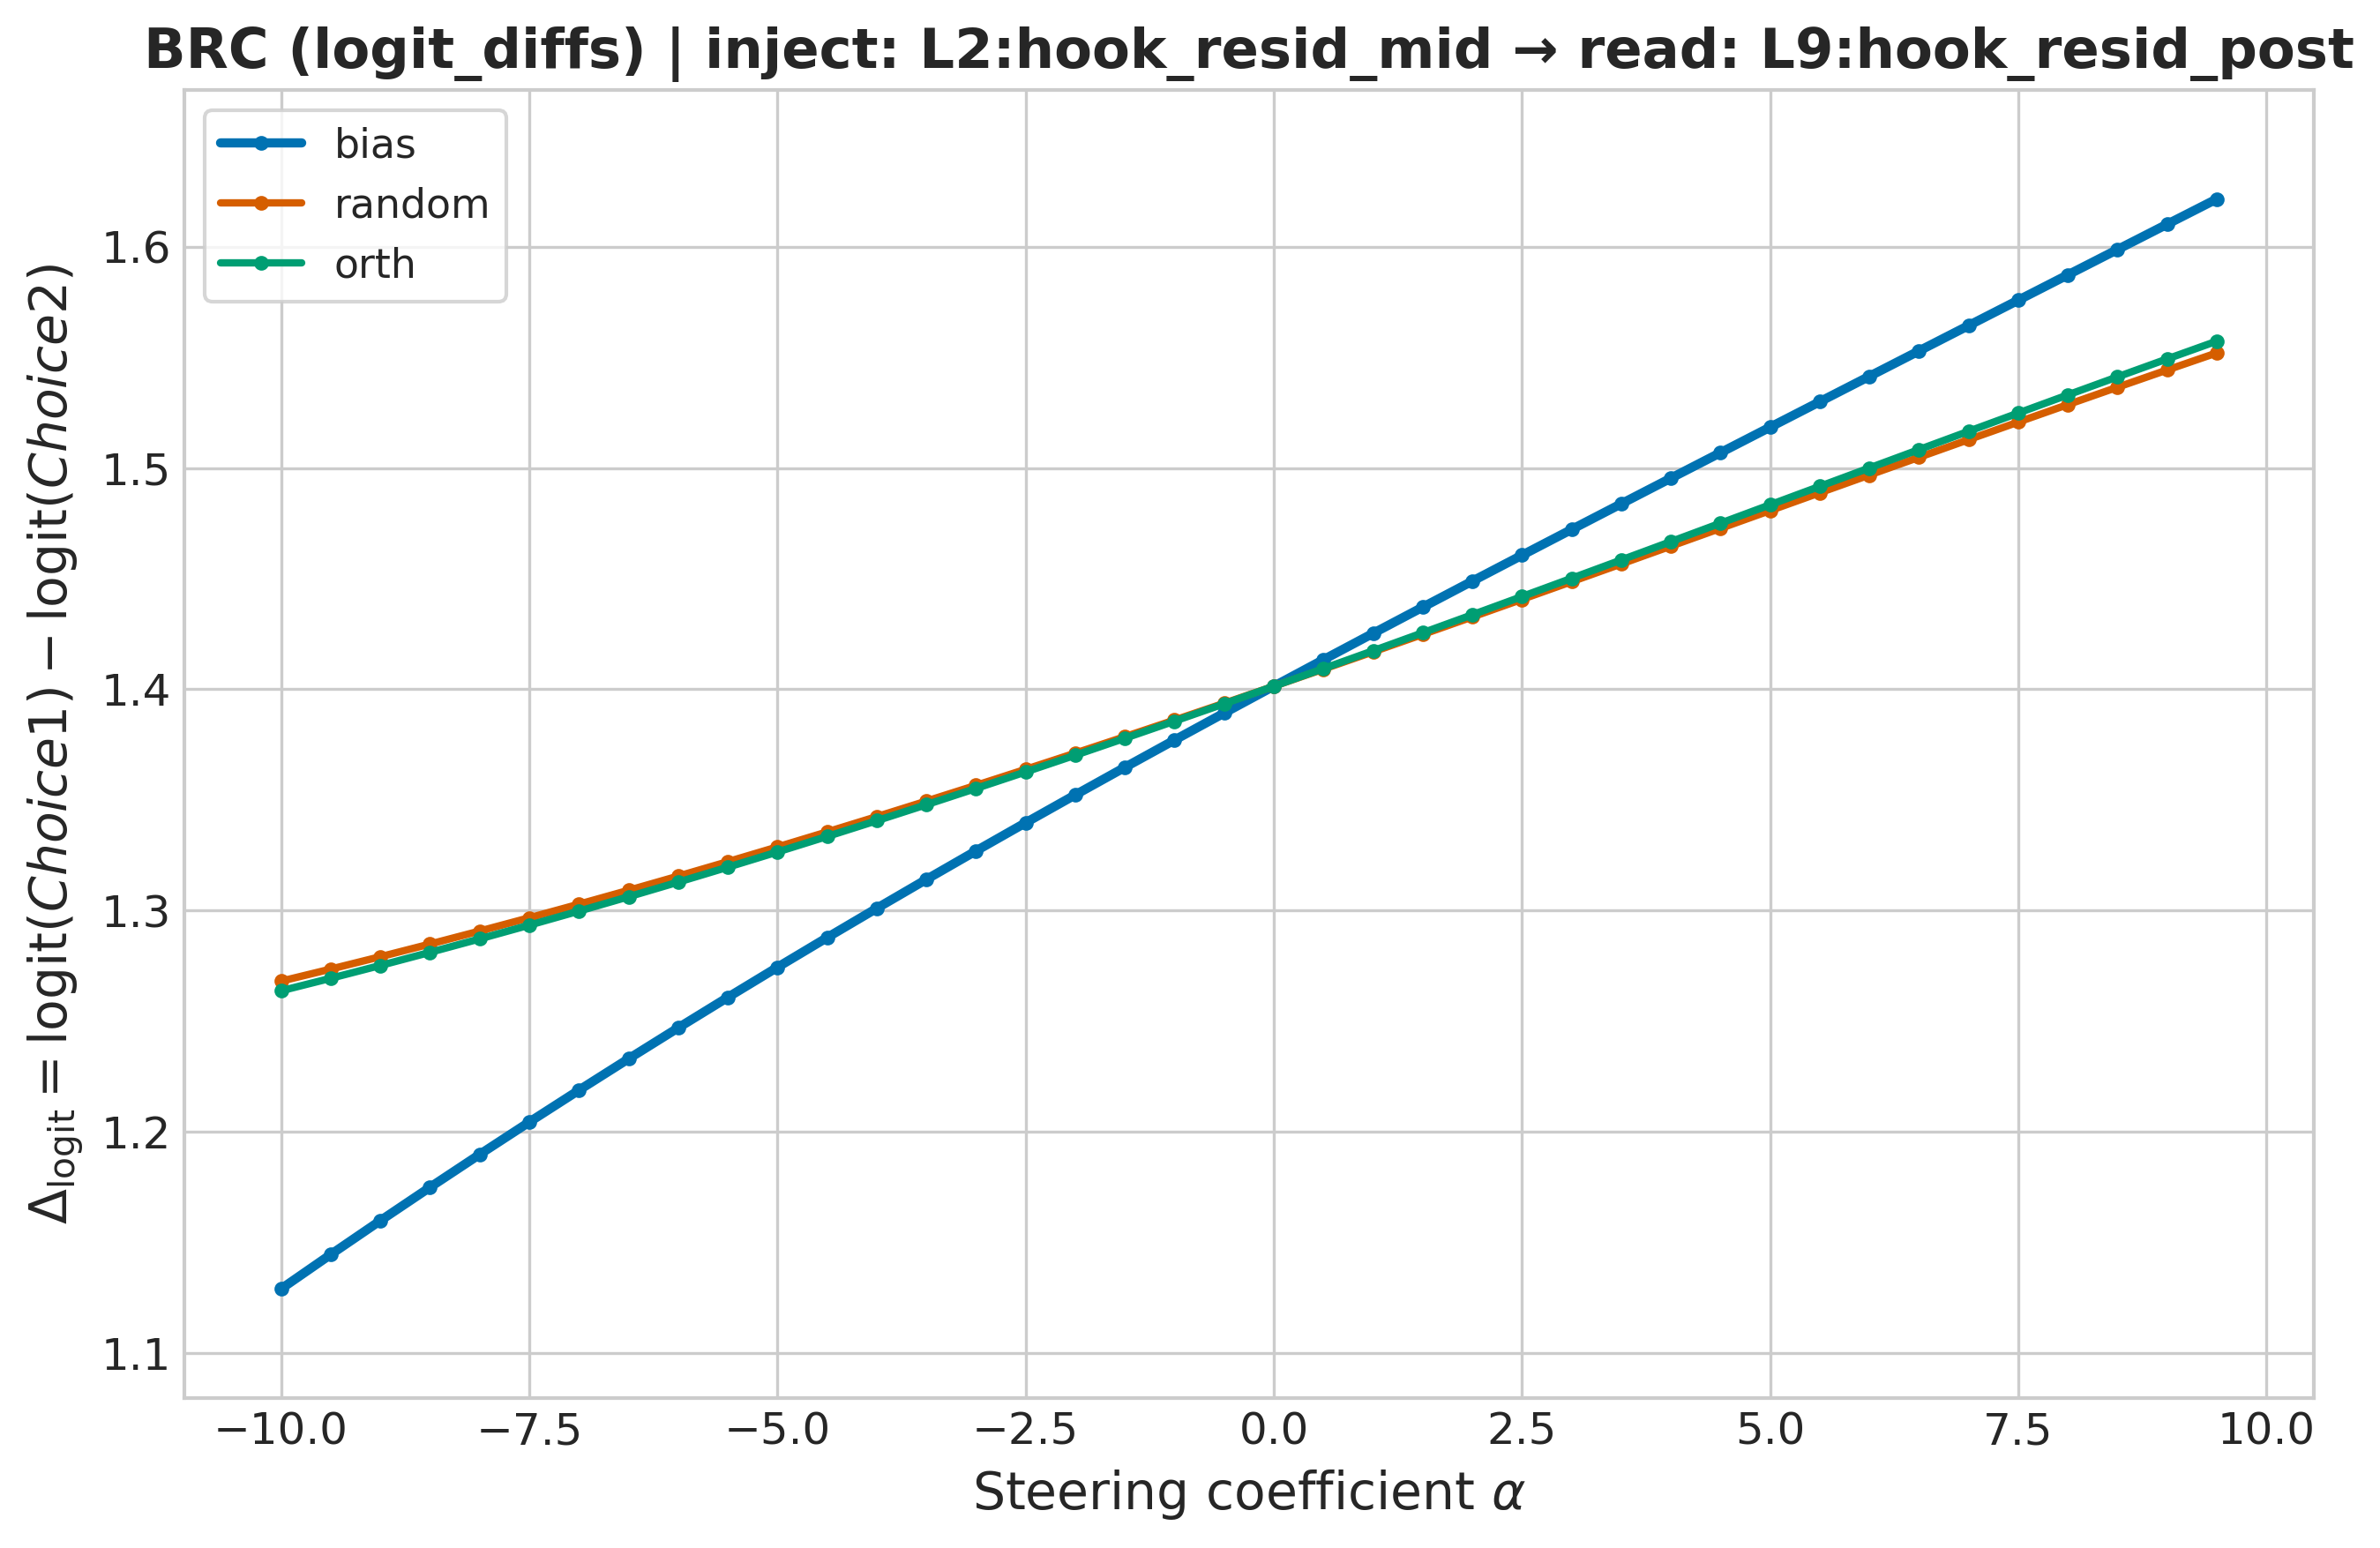 BRC (logit_diffs) | inject: L2:hook_resid_mid → read: L9:hook_resid_post
bias
random
orth
Δlogit = logit(Choice1) − logit(Choice2)
1.6
1.5
1.4
1.3
1.2
1.1
−10.0 −7.5 −5.0 −2.5 0.0 2.5 5.0 7.5 10.0
Steering coefficient α